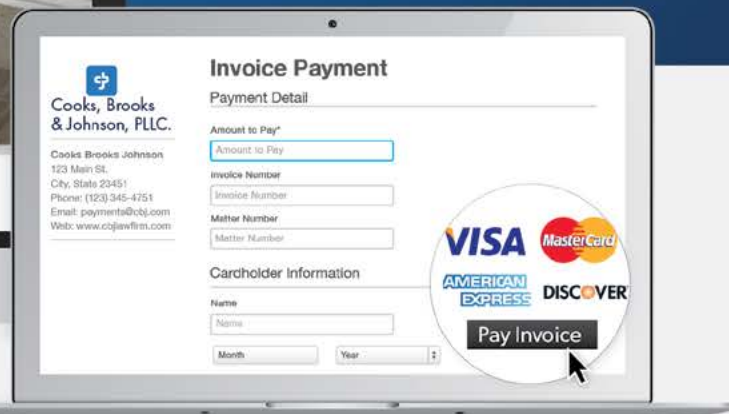 Cooks, Brooks
& Johnson, PLLC.
Cooks Brooks Johnson
123 Main St.
City, State 23451
Phone: (123) 345-4751
Email: payments@cbj.com
Web: www.cbjlawfirm.com
Invoice Payment
Payment Detail
Amount to Pay*
Amount to Pay
Invoice Number
Invoice Number
Matter Number
Matter Number
Cardholder Information
Name
Name
Month Year
VISA MasterCard
AMERICAN EXPRESS DISCOVER
Pay Invoice